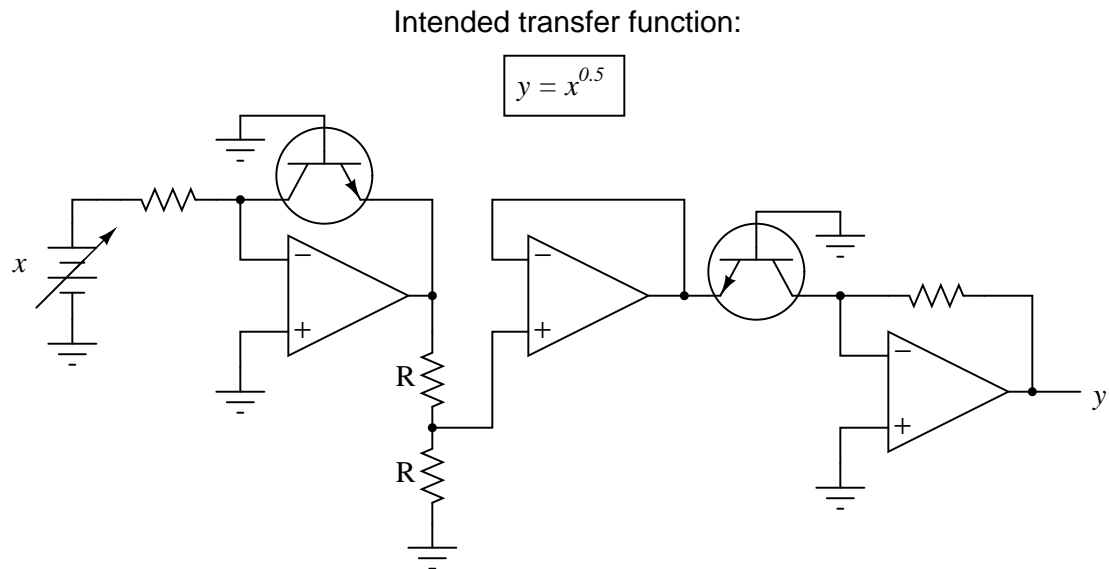 Intended transfer function:
y = x^0.5
x
−
+
R
R
−
+
−
+
y